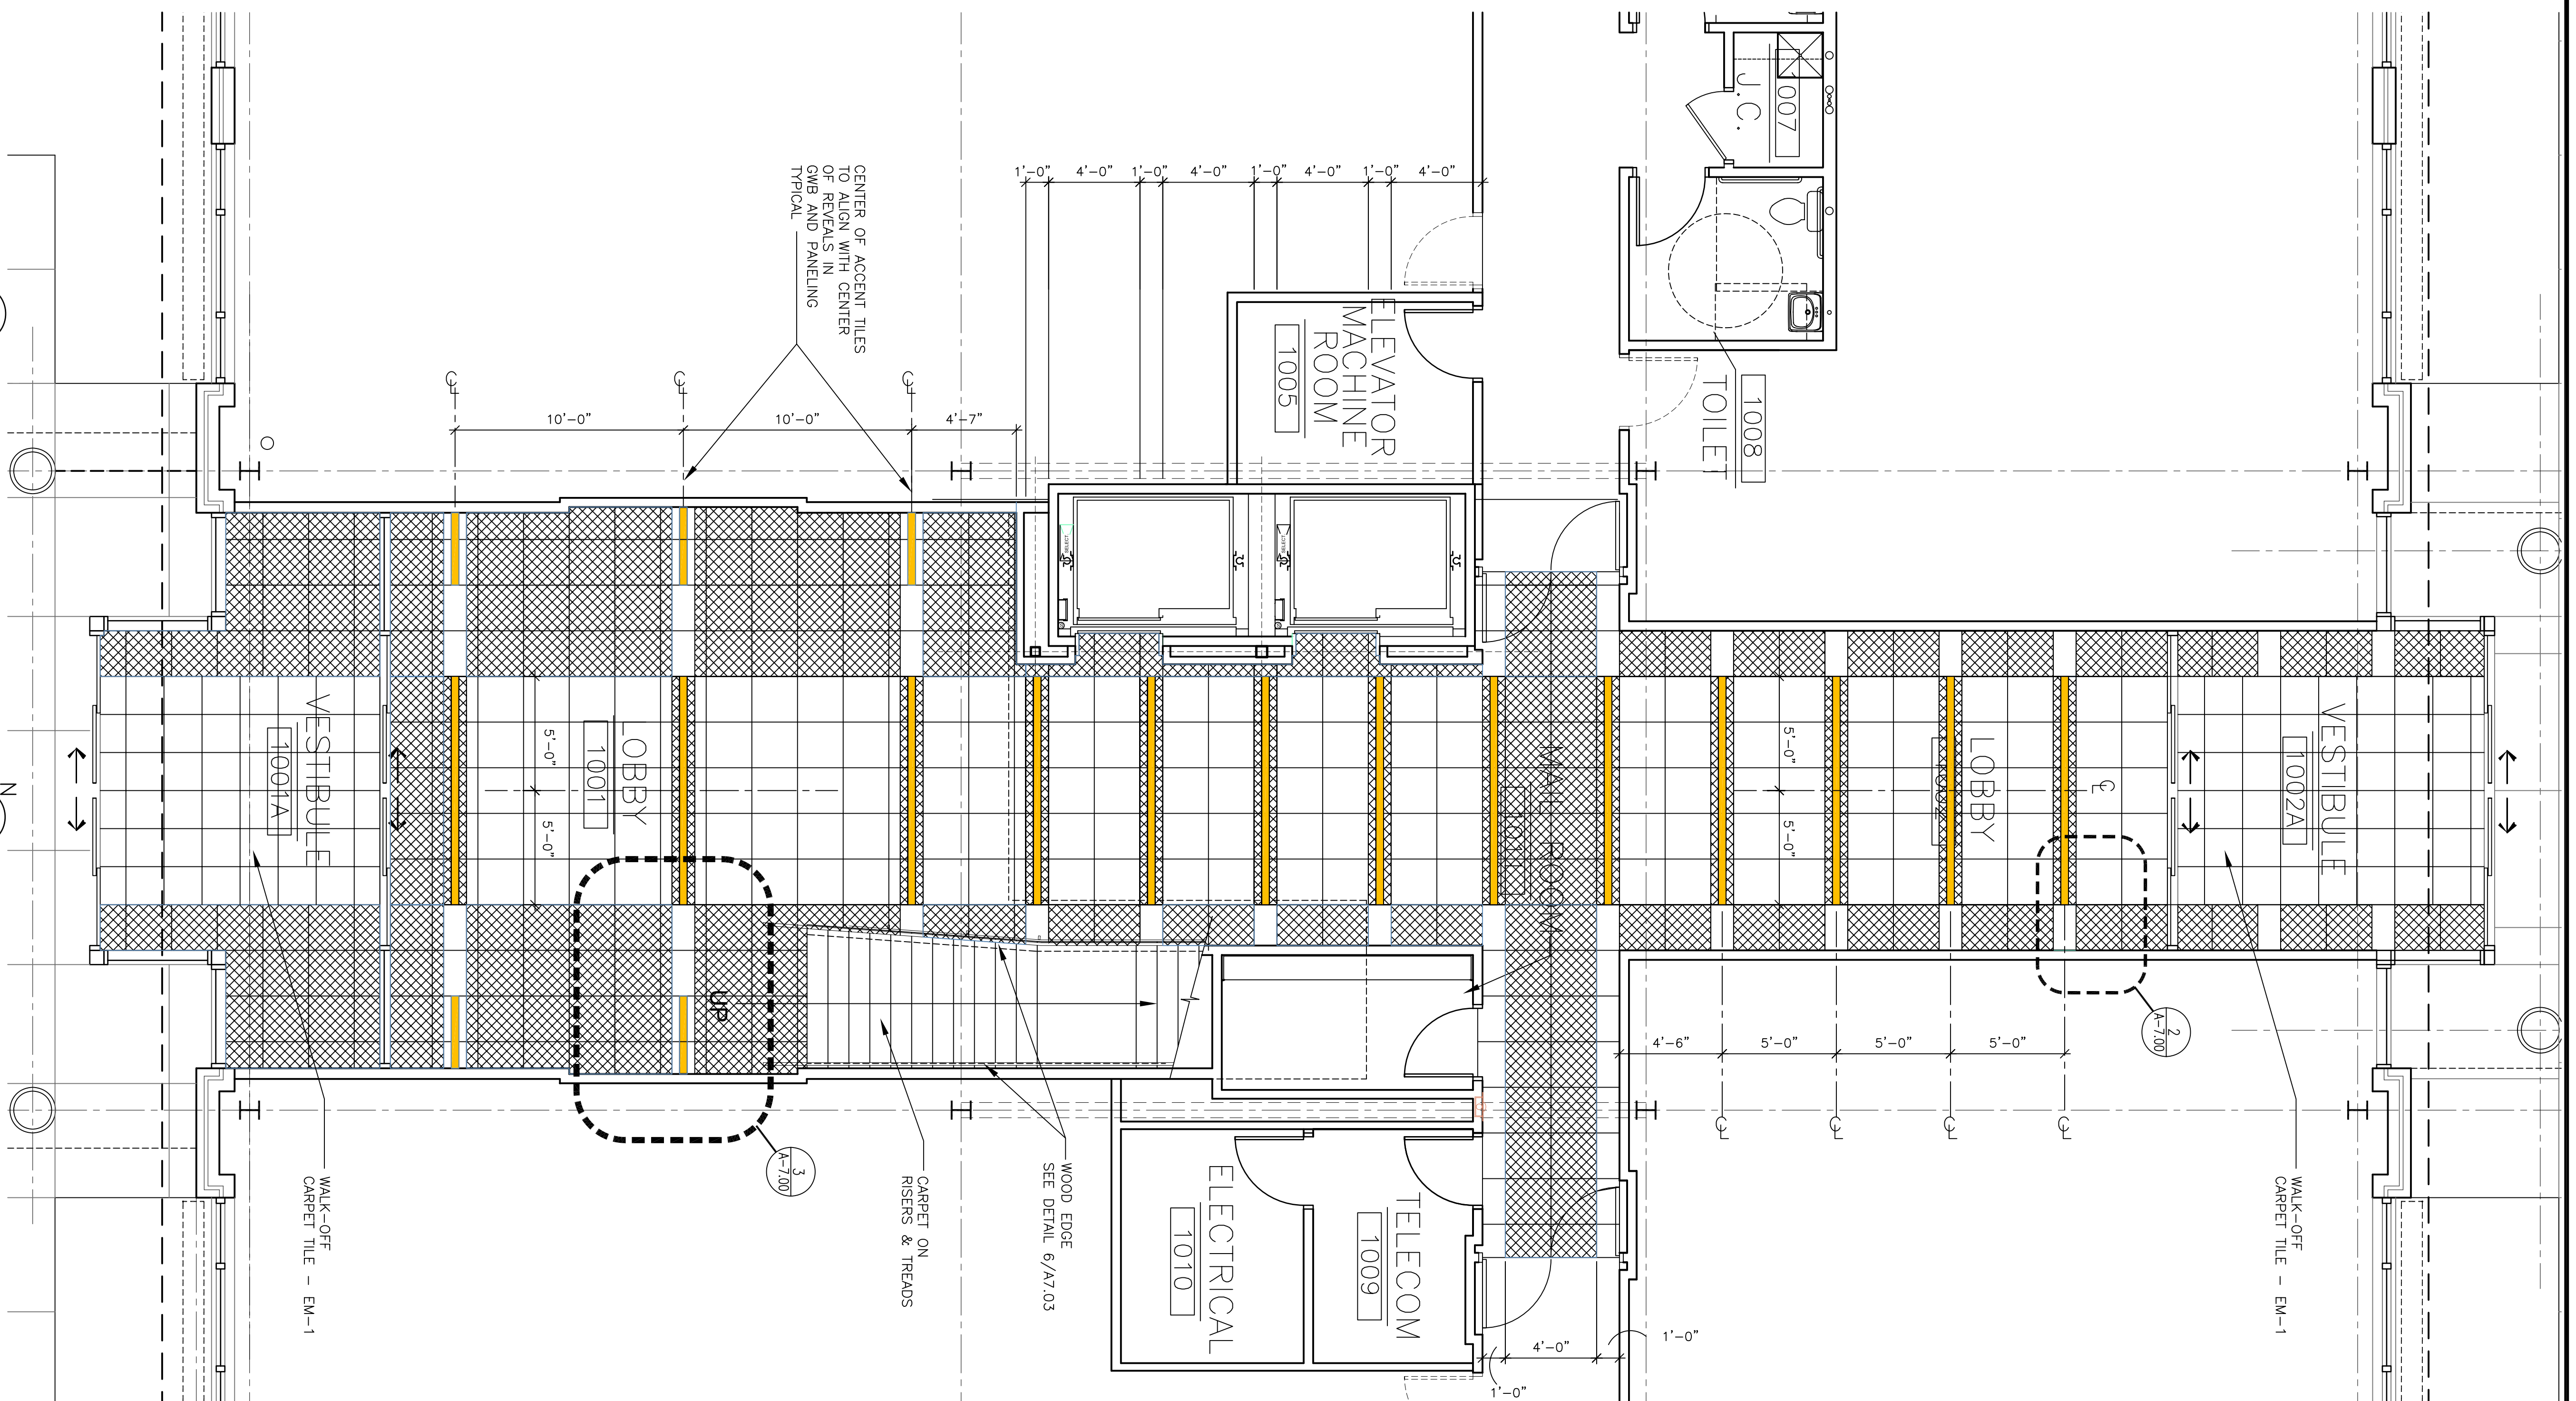 1007
J.C.
1'-0"
4'-0"
1'-0"
4'-0"
1'-0"
4'-0"
1'-0"
4'-0"
CENTER OF ACCENT TILES
TO ALIGN WITH CENTER
OF REVEALS IN
GWB AND PANELING
TYPICAL
ELEVATOR
MACHINE
ROOM
1005
1008
TOILET
10'-0"
10'-0"
4'-7"
VESTIBULE
1001A
LOBBY
1001
5'-0"
5'-0"
MAIL ROOM
1011
5'-0"
5'-0"
LOBBY
1002
VESTIBULE
1002A
N
UP
2
A-7.00
3
A-7.00
4'-6"
5'-0"
5'-0"
5'-0"
WALK-OFF
CARPET TILE - EM-1
CARPET ON
RISERS & TREADS
WOOD EDGE
SEE DETAIL 6/A7.03
ELECTRICAL
1010
TELECOM
1009
WALK-OFF
CARPET TILE - EM-1
4'-0"
1'-0"
1'-0"